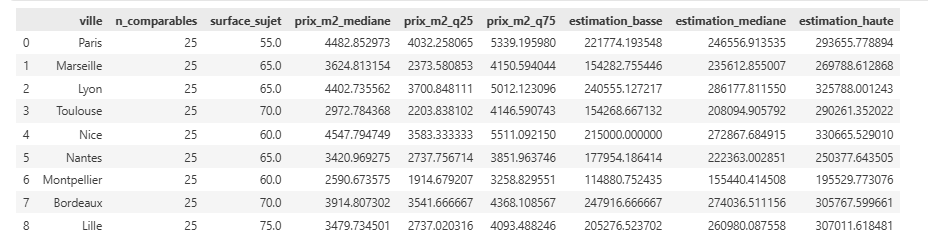 ville n_comparables surface_sujet prix_m2_mediane prix_m2_q25 prix_m2_q75 estimation_basse estimation_mediane estimation_haute
0 Paris 25 55.0 4482.852973 4032.258065 5339.195980 221774.193548 246556.913535 293655.778894
1 Marseille 25 65.0 3624.813154 2373.580853 4150.594044 154282.755446 235612.855007 269788.612868
2 Lyon 25 65.0 4402.735562 3700.848111 5012.123096 240555.127217 286177.811550 325788.001243
3 Toulouse 25 70.0 2972.784368 2203.838102 4146.590743 154268.667132 208094.905792 290261.352022
4 Nice 25 60.0 4547.794749 3583.333333 5511.092150 215000.000000 272867.684915 330665.529010
5 Nantes 25 65.0 3420.969275 2737.756714 3851.963746 177954.186414 222363.002851 250377.643505
6 Montpellier 25 60.0 2590.673575 1914.679207 3258.829551 114880.752435 155440.414508 195529.773076
7 Bordeaux 25 70.0 3914.807302 3541.666667 4368.108567 247916.666667 274036.511156 305767.599661
8 Lille 25 75.0 3479.734501 2737.020316 4093.488246 205276.523702 260980.087558 307011.618481